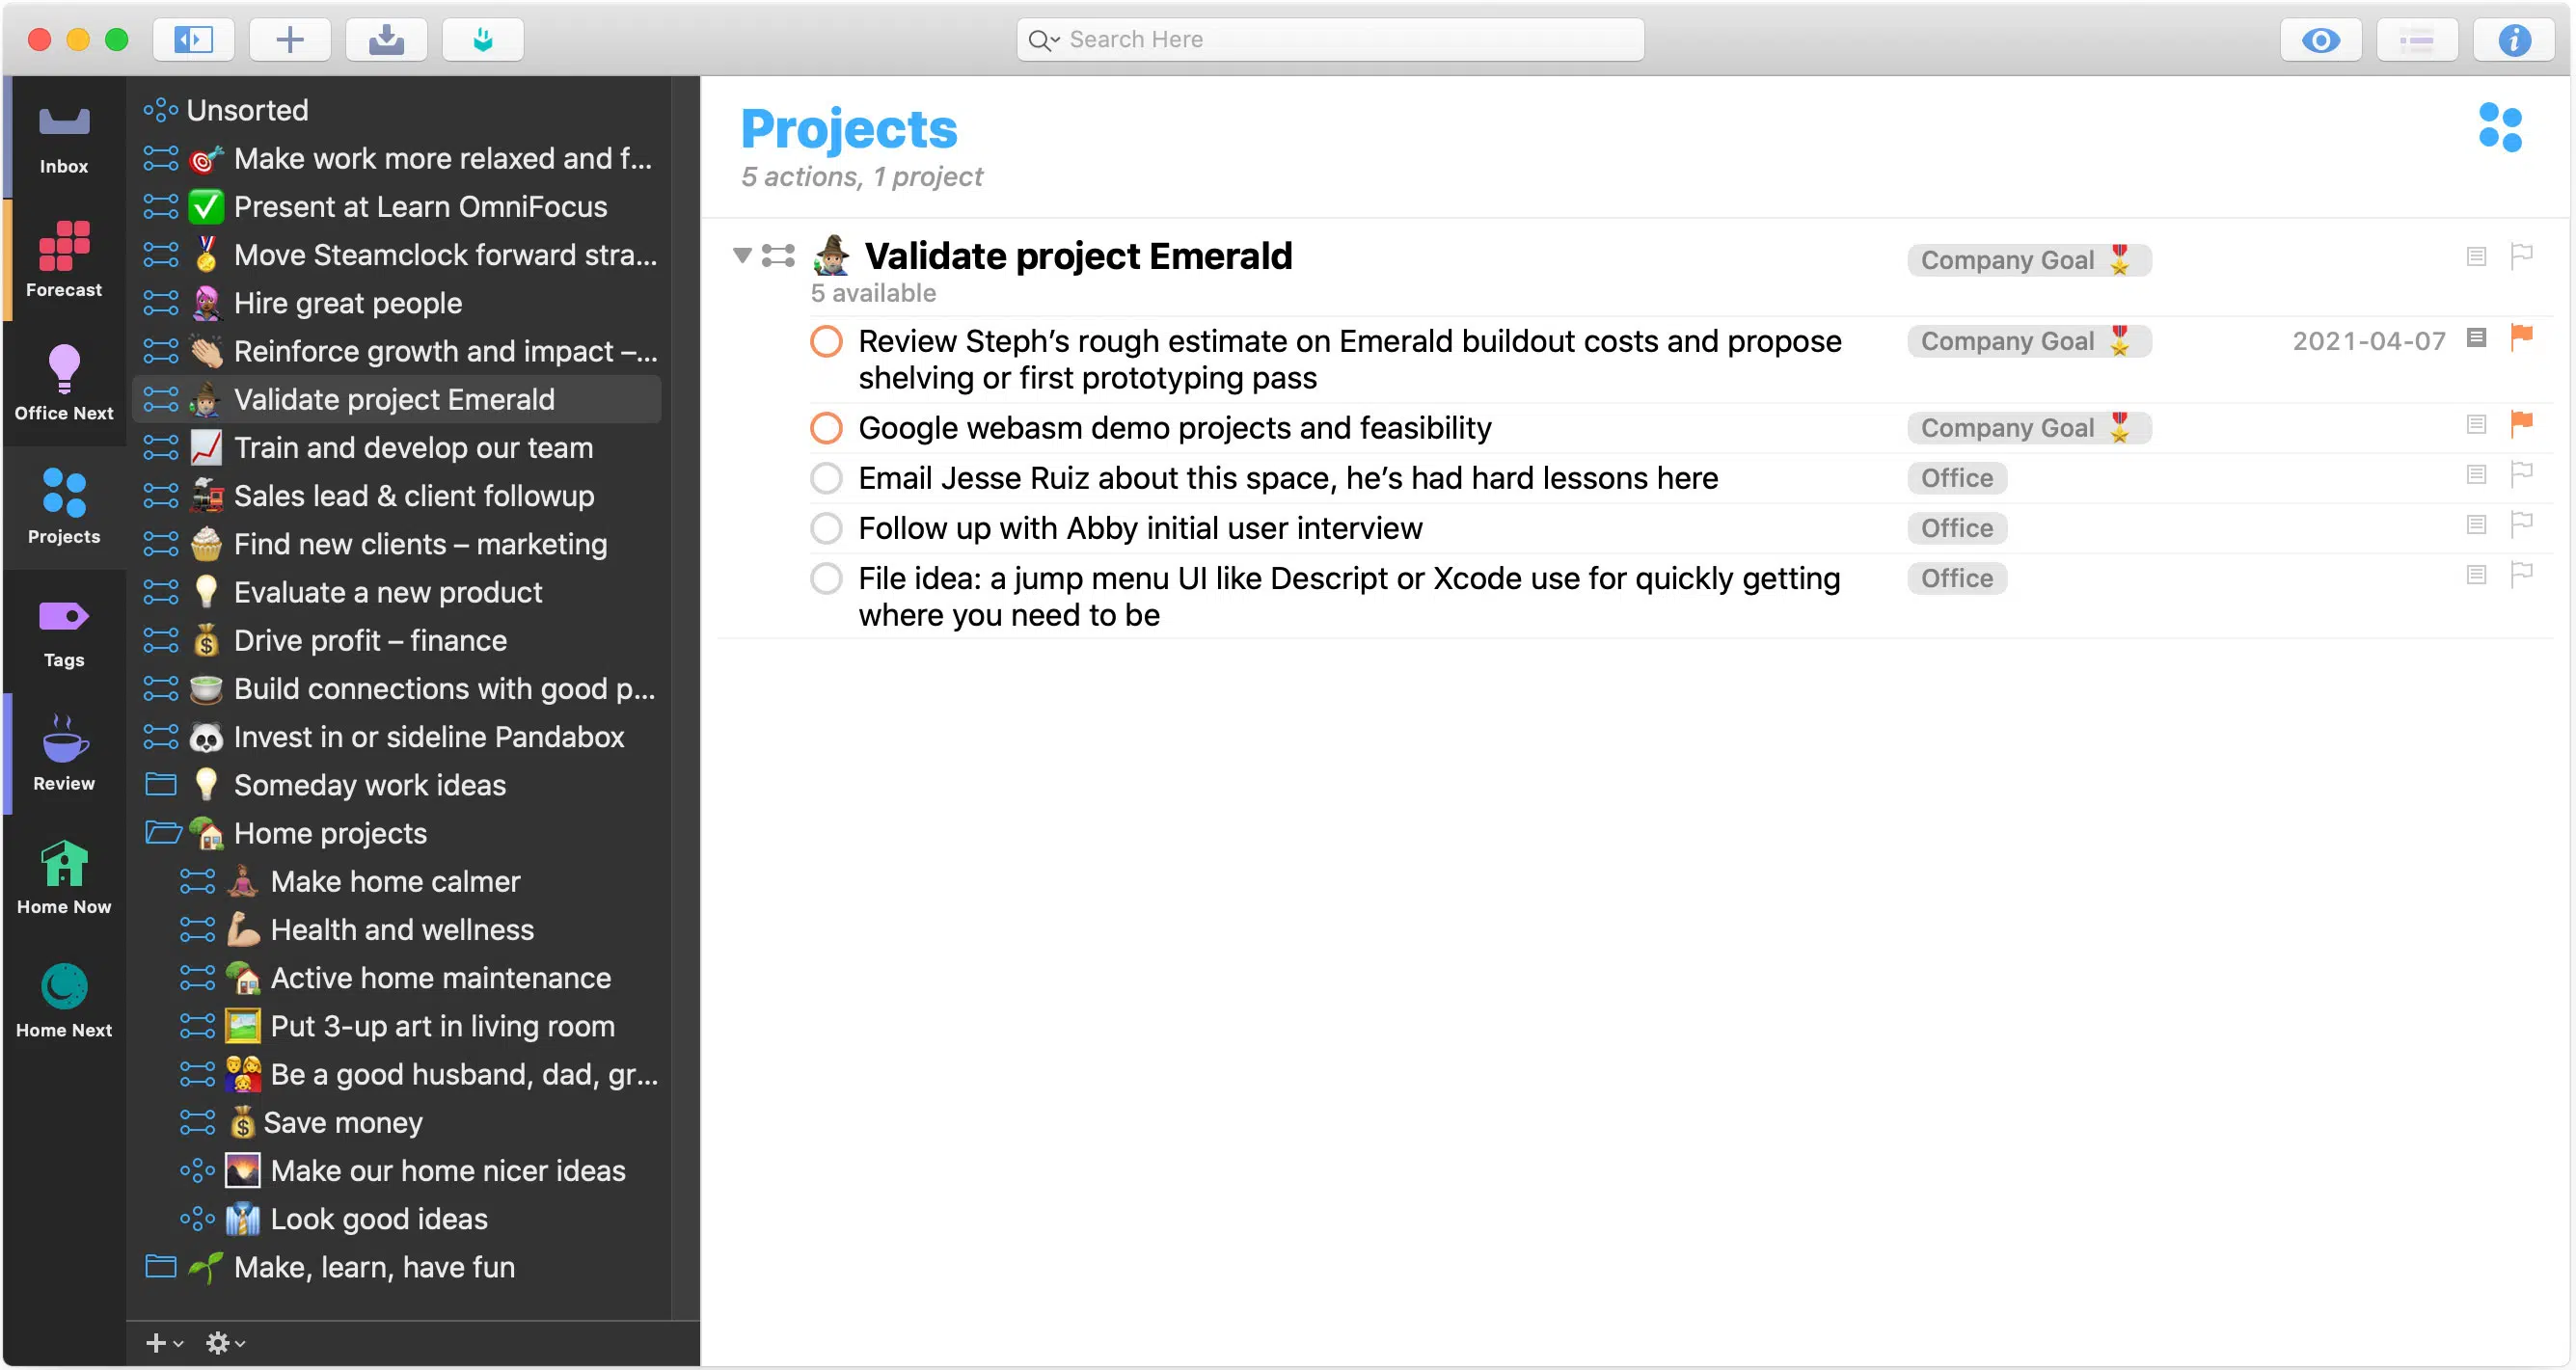 Search Here
Inbox
Forecast
Office Next
Projects
Tags
Review
Home Now
Home Next
Unsorted
Make work more relaxed and f...
Present at Learn OmniFocus
Move Steamclock forward stra...
Hire great people
Reinforce growth and impact –...
Validate project Emerald
Train and develop our team
Sales lead & client followup
Find new clients – marketing
Evaluate a new product
Drive profit – finance
Build connections with good p...
Invest in or sideline Pandabox
Someday work ideas
Home projects
Make home calmer
Health and wellness
Active home maintenance
Put 3-up art in living room
Be a good husband, dad, gr...
Save money
Make our home nicer ideas
Look good ideas
Make, learn, have fun
Projects
5 actions, 1 project
Validate project Emerald
Company Goal
5 available
Review Steph’s rough estimate on Emerald buildout costs and propose
shelving or first prototyping pass
Company Goal
2021-04-07
Google webasm demo projects and feasibility
Company Goal
Email Jesse Ruiz about this space, he’s had hard lessons here
Office
Follow up with Abby initial user interview
Office
File idea: a jump menu UI like Descript or Xcode use for quickly getting
where you need to be
Office